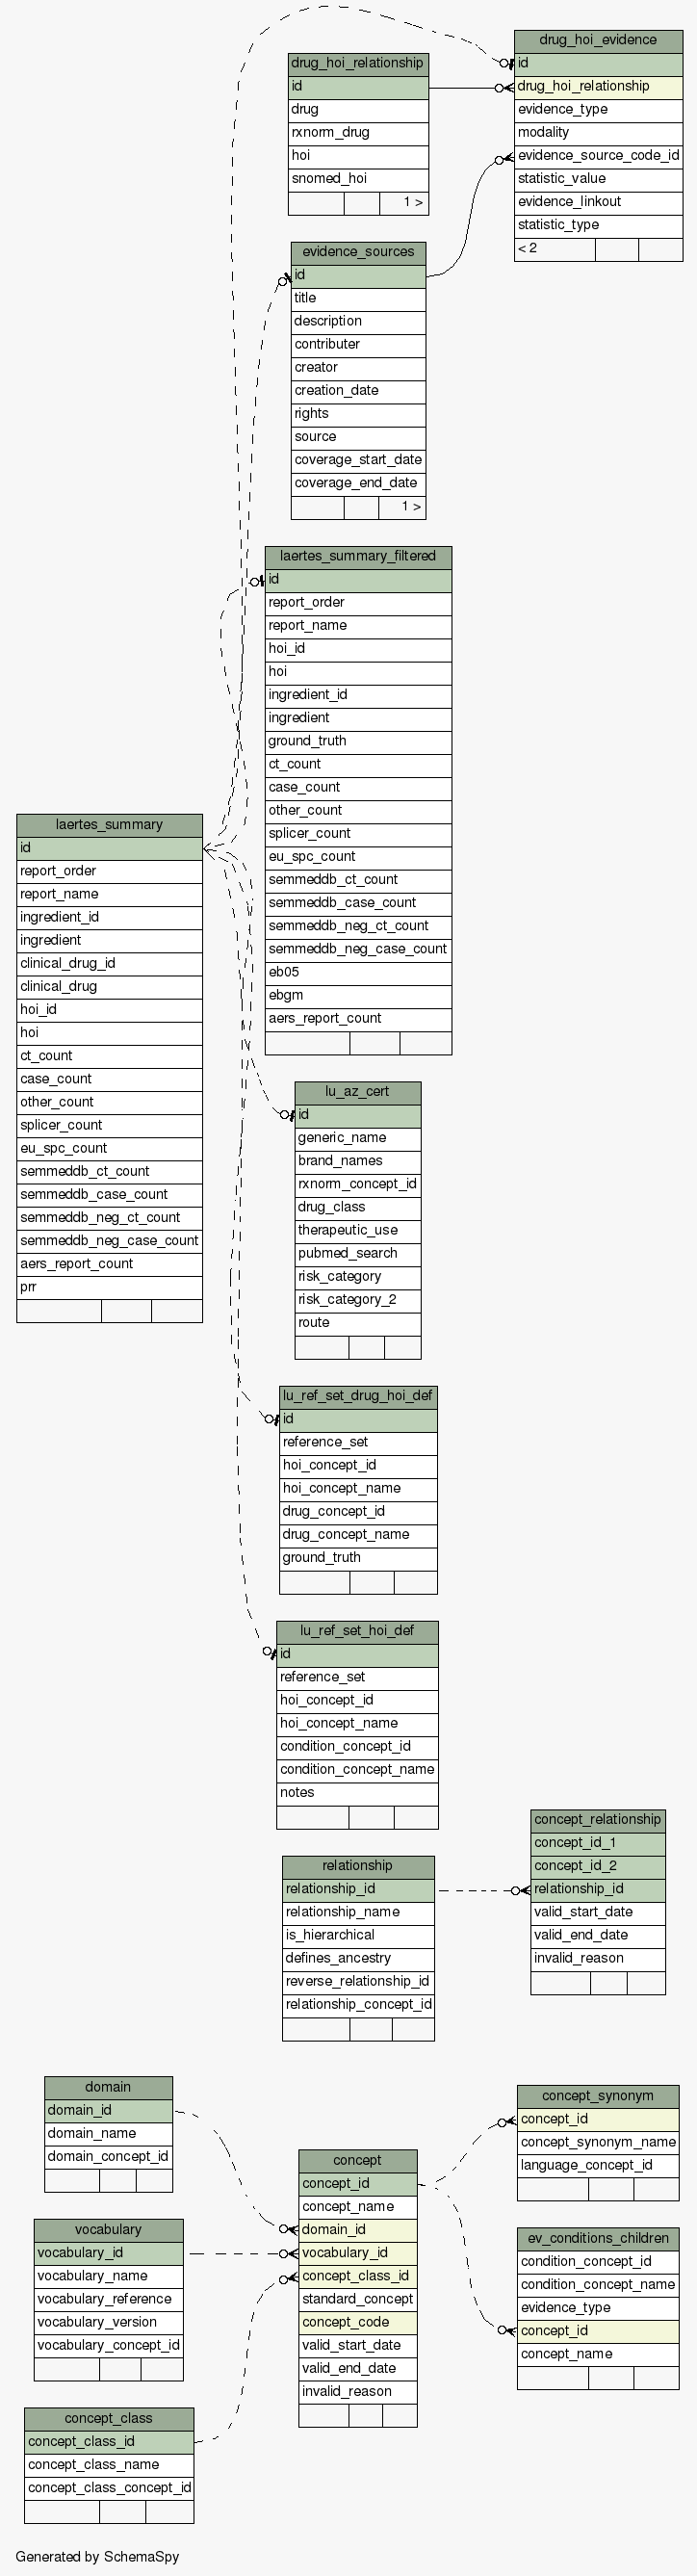 drug_hoi_evidence
id
drug_hoi_relationship
evidence_type
modality
evidence_source_code_id
statistic_value
evidence_linkout
statistic_type
< 2
drug_hoi_relationship
id
drug
rxnorm_drug
hoi
snomed_hoi
1 >
evidence_sources
id
title
description
contributer
creator
creation_date
rights
source
coverage_start_date
coverage_end_date
1 >
laertes_summary_filtered
id
report_order
report_name
hoi_id
hoi
ingredient_id
ingredient
ground_truth
ct_count
case_count
other_count
splicer_count
eu_spc_count
semmeddb_ct_count
semmeddb_case_count
semmeddb_neg_ct_count
semmeddb_neg_case_count
eb05
ebgm
aers_report_count
laertes_summary
id
report_order
report_name
ingredient_id
ingredient
clinical_drug_id
clinical_drug
hoi_id
hoi
ct_count
case_count
other_count
splicer_count
eu_spc_count
semmeddb_ct_count
semmeddb_case_count
semmeddb_neg_ct_count
semmeddb_neg_case_count
aers_report_count
prr
lu_az_cert
id
generic_name
brand_names
rxnorm_concept_id
drug_class
therapeutic_use
pubmed_search
risk_category
risk_category_2
route
lu_ref_set_drug_hoi_def
id
reference_set
hoi_concept_id
hoi_concept_name
drug_concept_id
drug_concept_name
ground_truth
lu_ref_set_hoi_def
id
reference_set
hoi_concept_id
hoi_concept_name
condition_concept_id
condition_concept_name
notes
concept_relationship
concept_id_1
concept_id_2
relationship_id
valid_start_date
valid_end_date
invalid_reason
relationship
relationship_id
relationship_name
is_hierarchical
defines_ancestry
reverse_relationship_id
relationship_concept_id
domain
domain_id
domain_name
domain_concept_id
concept_synonym
concept_id
concept_synonym_name
language_concept_id
concept
concept_id
concept_name
domain_id
vocabulary_id
concept_class_id
standard_concept
concept_code
valid_start_date
valid_end_date
invalid_reason
vocabulary
vocabulary_id
vocabulary_name
vocabulary_reference
vocabulary_version
vocabulary_concept_id
ev_conditions_children
condition_concept_id
condition_concept_name
evidence_type
concept_id
concept_name
concept_class
concept_class_id
concept_class_name
concept_class_concept_id
Generated by SchemaSpy